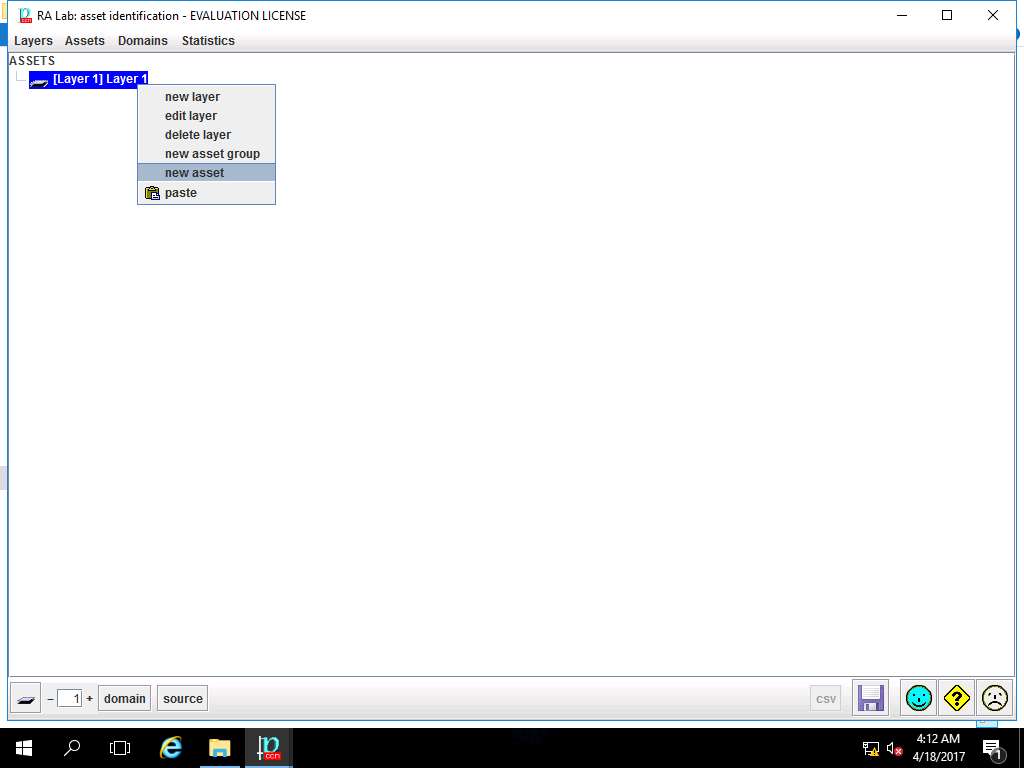 RA Lab: asset identification - EVALUATION LICENSE
Layers Assets Domains Statistics
ASSETS
[Layer 1] Layer 1
new layer
edit layer
delete layer
new asset group
new asset
paste
– 1 + domain source csv
4:12 AM
4/18/2017
1